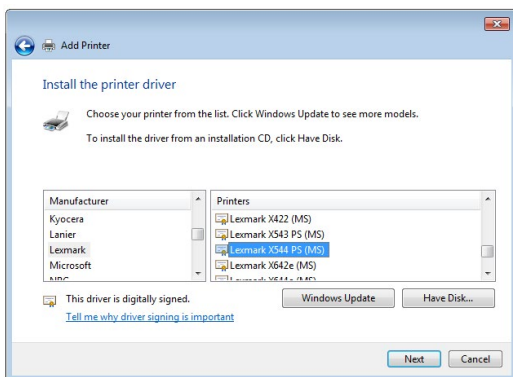 Add Printer
Install the printer driver
Choose your printer from the list. Click Windows Update to see more models.
To install the driver from an installation CD, click Have Disk.
Manufacturer
Kyocera
Lanier
Lexmark
Microsoft
Printers
Lexmark X422 (MS)
Lexmark X543 PS (MS)
Lexmark X544 PS (MS)
Lexmark X642e (MS)
This driver is digitally signed.
Tell me why driver signing is important
Windows Update
Have Disk...
Next
Cancel